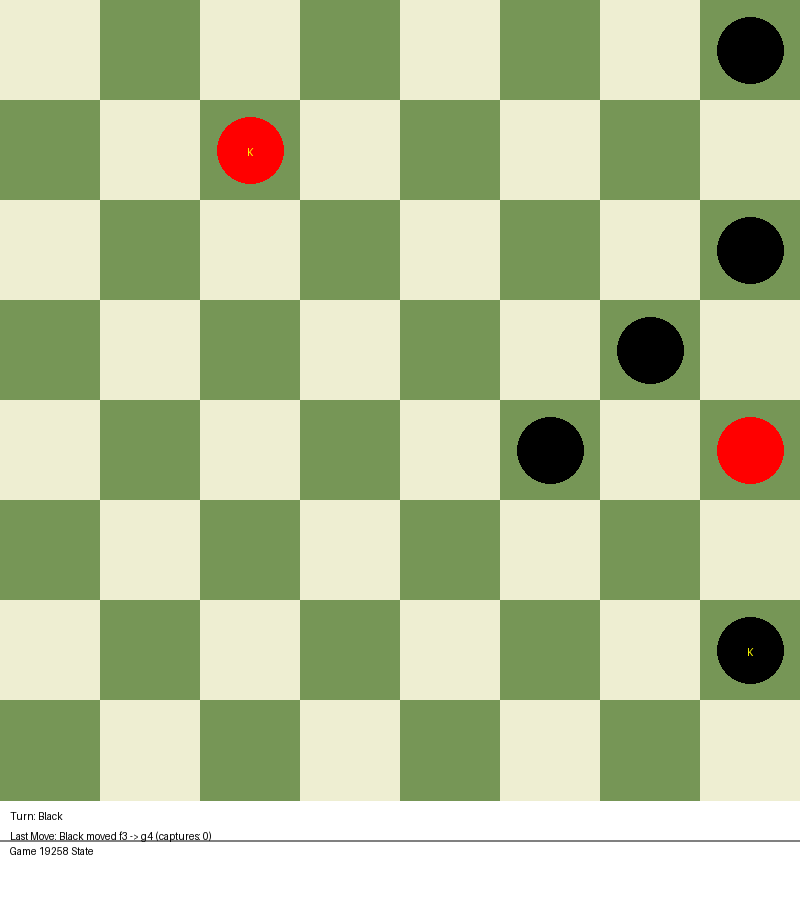 K
K
Turn: Black
Last Move: Black moved f3 -> g4 (captures: 0)
Game 19258 State